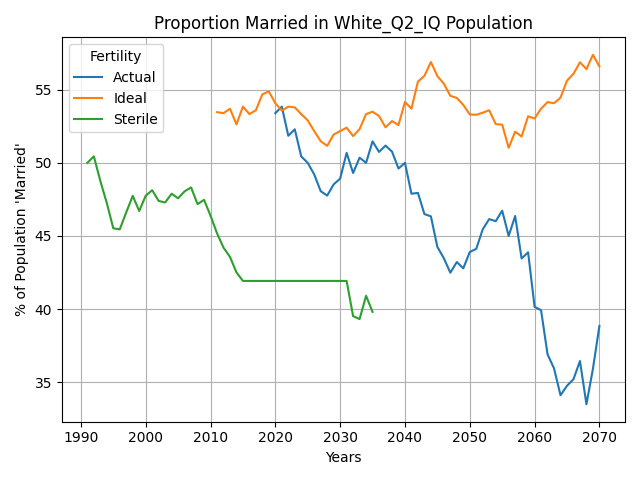 Proportion Married in White_Q2_IQ Population
Fertility
Actual
Ideal
Sterile
% of Population 'Married'
55
50
45
40
35
1990 2000 2010 2020 2030 2040 2050 2060 2070
Years